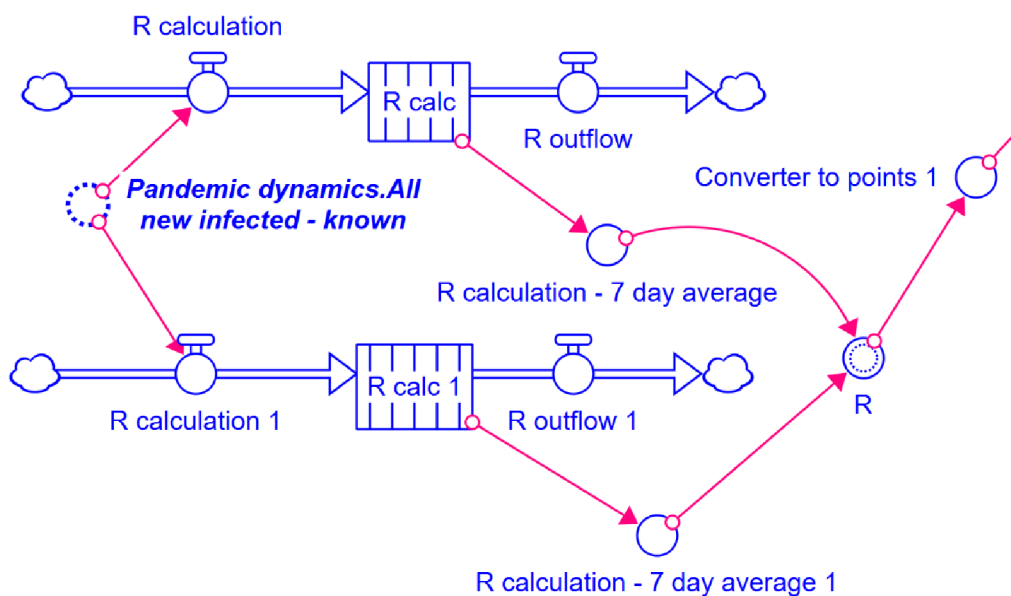 R calculation
R calc
R outflow
Pandemic dynamics.All
new infected - known
Converter to points 1
R calculation - 7 day average
R calc 1
R
R calculation 1
R outflow 1
R calculation - 7 day average 1